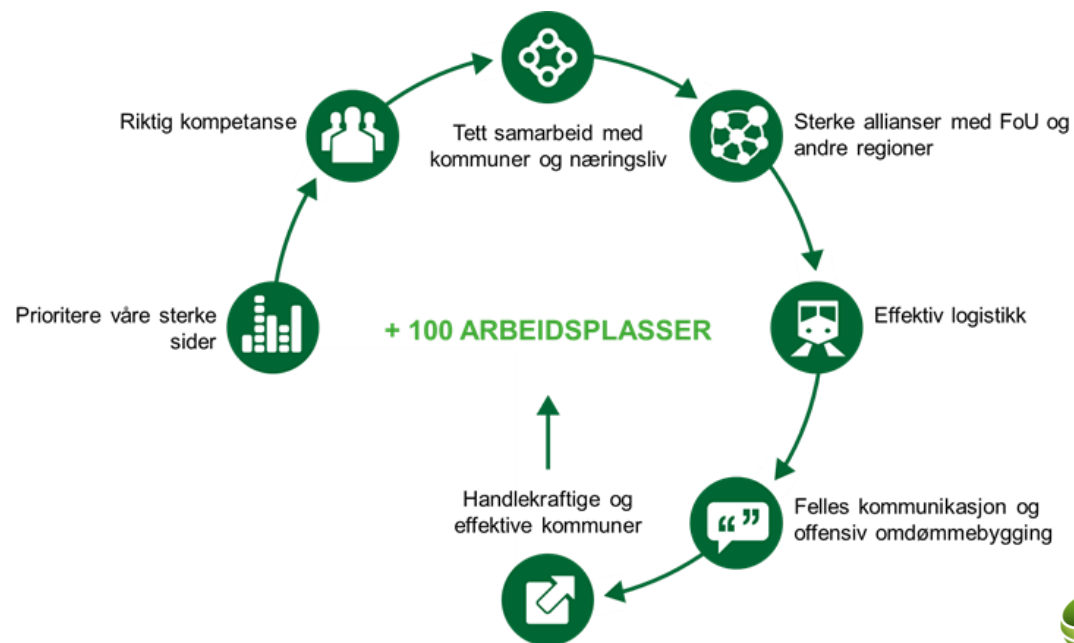 Riktig kompetanse
Tett samarbeid med
kommuner og næringsliv
Sterke allianser med FoU og
andre regioner
Prioritere våre sterke
sider
+ 100 ARBEIDSPLASSER
Effektiv logistikk
Handlekraftige og
effektive kommuner
Felles kommunikasjon og
offensiv omdømmebygging